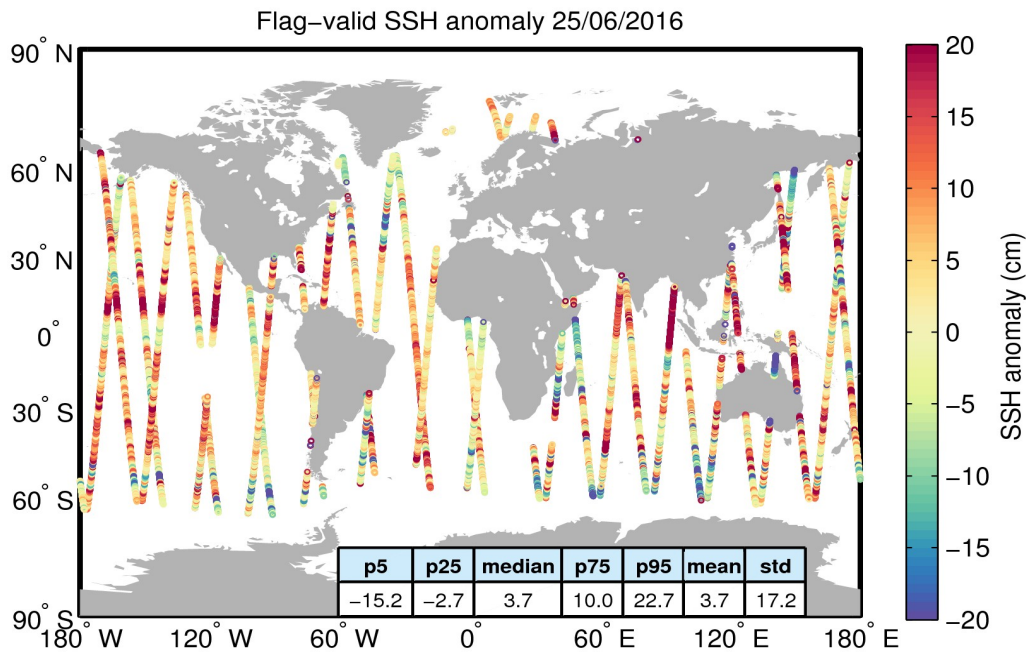 Flag−valid SSH anomaly 25/06/2016
90° N
60° N
30° N
0°
30° S
60° S
90° S
180° W
120° W
60° W
0°
60° E
120° E
180° E
p5 p25 median p75 p95 mean std
−15.2 −2.7 3.7 10.0 22.7 3.7 17.2
20
15
10
5
0
−5
−10
−15
−20
SSH anomaly (cm)